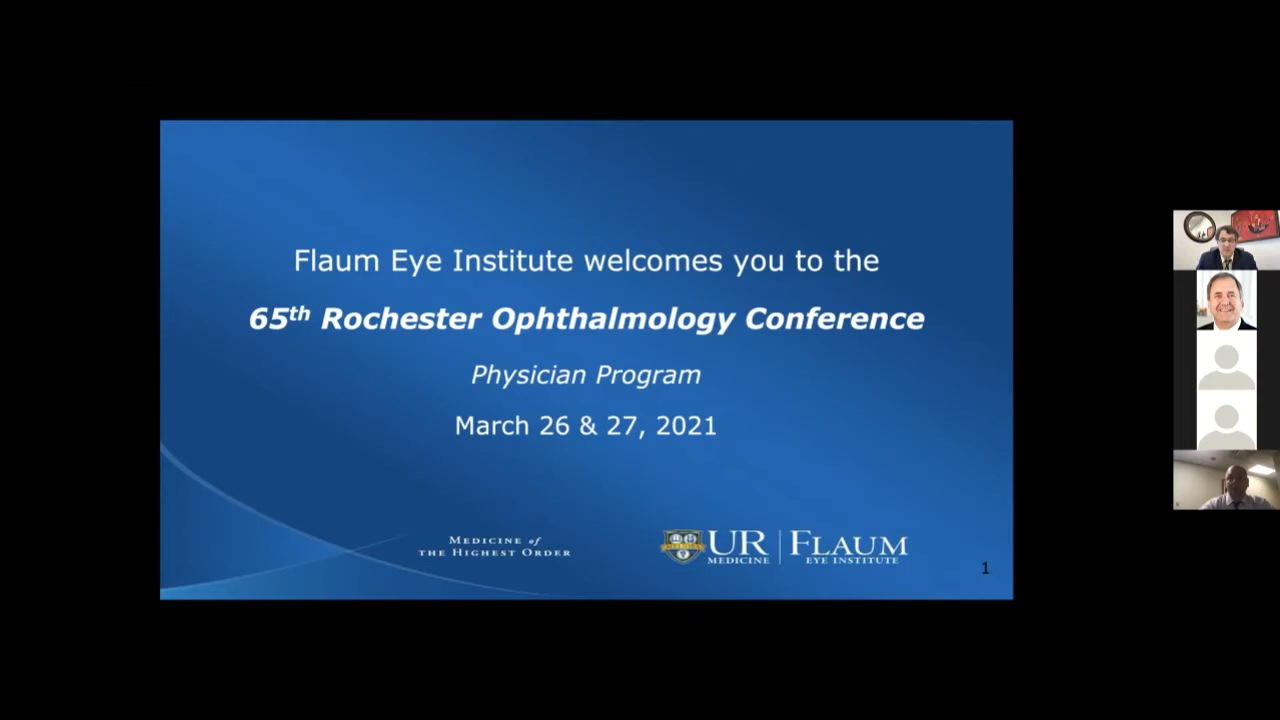 Flaum Eye Institute welcomes you to the
65th Rochester Ophthalmology Conference
Physician Program
March 26 & 27, 2021
MEDICINE of
THE HIGHEST ORDER
UR
MEDICINE
FLAUM
EYE INSTITUTE
1